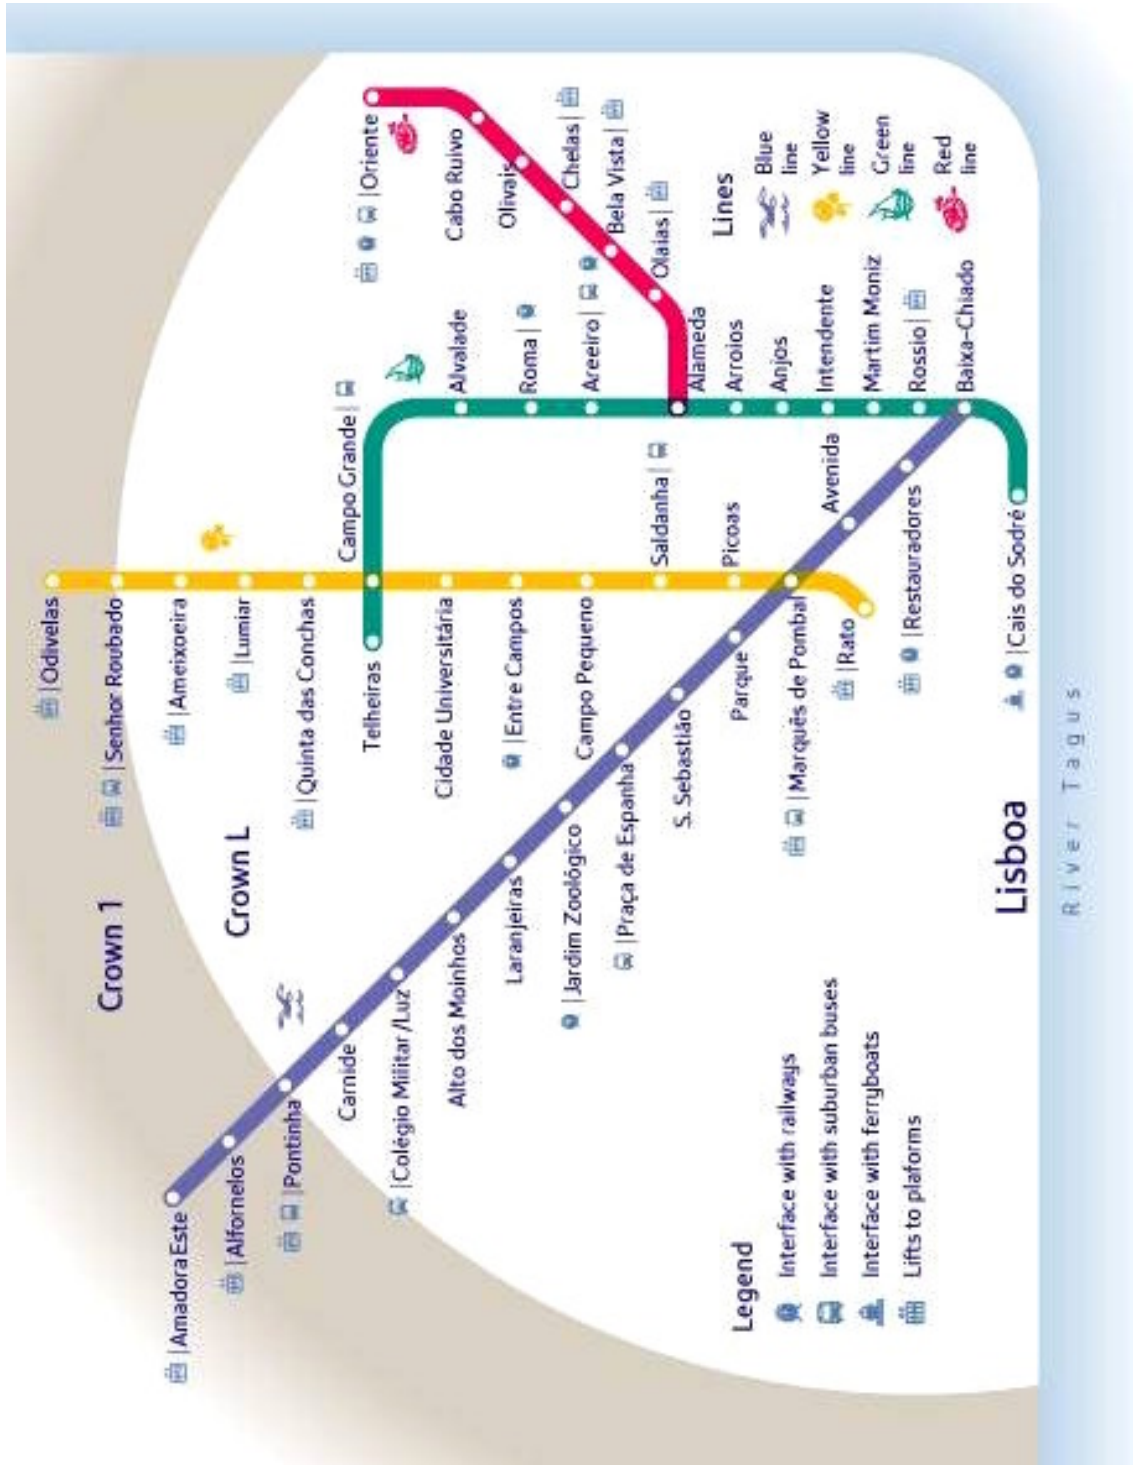 Odivelas
Senhor Roubado
Ameixoeira
Lumiar
Quinta das Conchas
Campo Grande
Telheiras
Cidade Universitária
Entre Campos
Campo Pequeno
Saldanha
Picoas
Marquês de Pombal
Rato
Oriente
Cabo Ruivo
Olivais
Chelas
Bela Vista
Olaias
Alvalade
Roma
Areeiro
Alameda
Arroios
Anjos
Intendente
Martim Moniz
Rossio
Baixa-Chiado
Cais do Sodré
Amadora Este
Alfornelos
Pontinha
Carnide
Colégio Militar /Luz
Alto dos Moinhos
Laranjeiras
Jardim Zoológico
Praça de Espanha
S. Sebastião
Parque
Avenida
Restauradores
Crown 1
Crown L
Lisboa
River Tagus
Lines
Blue
line
Yellow
line
Green
line
Red
line
Legend
Interface with railways
Interface with suburban buses
Interface with ferryboats
Lifts to plaforms